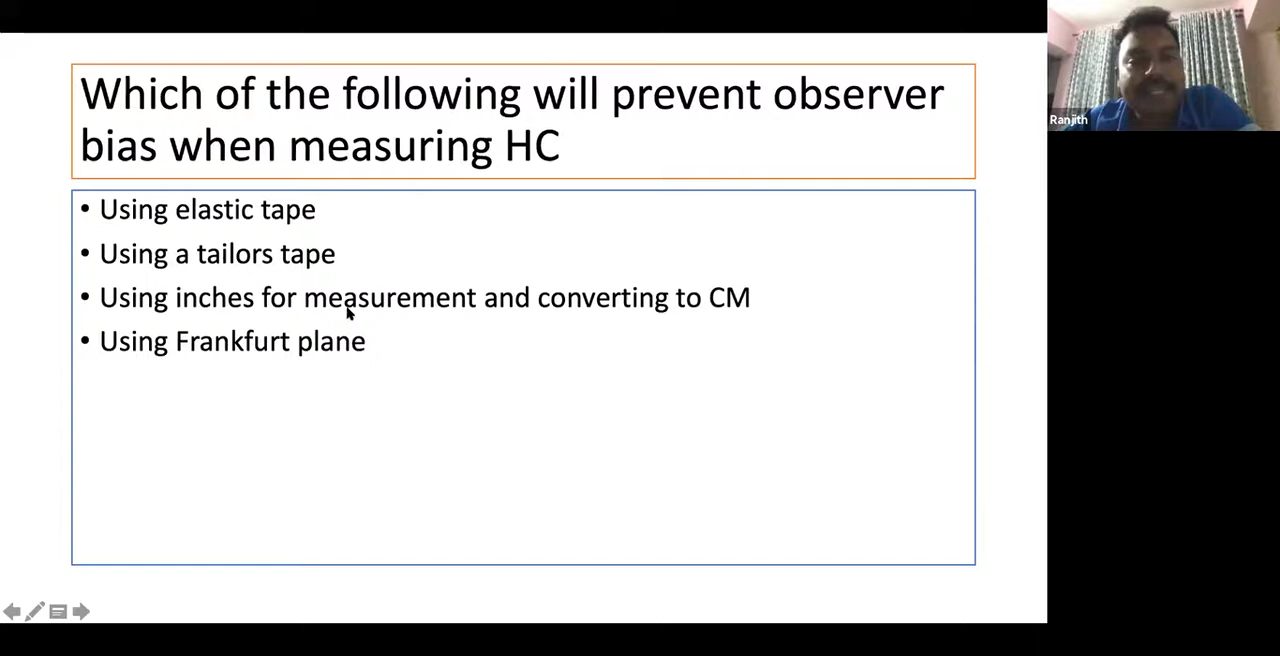 Which of the following will prevent observer
bias when measuring HC
• Using elastic tape
• Using a tailors tape
• Using inches for measurement and converting to CM
• Using Frankfurt plane
Ranjith